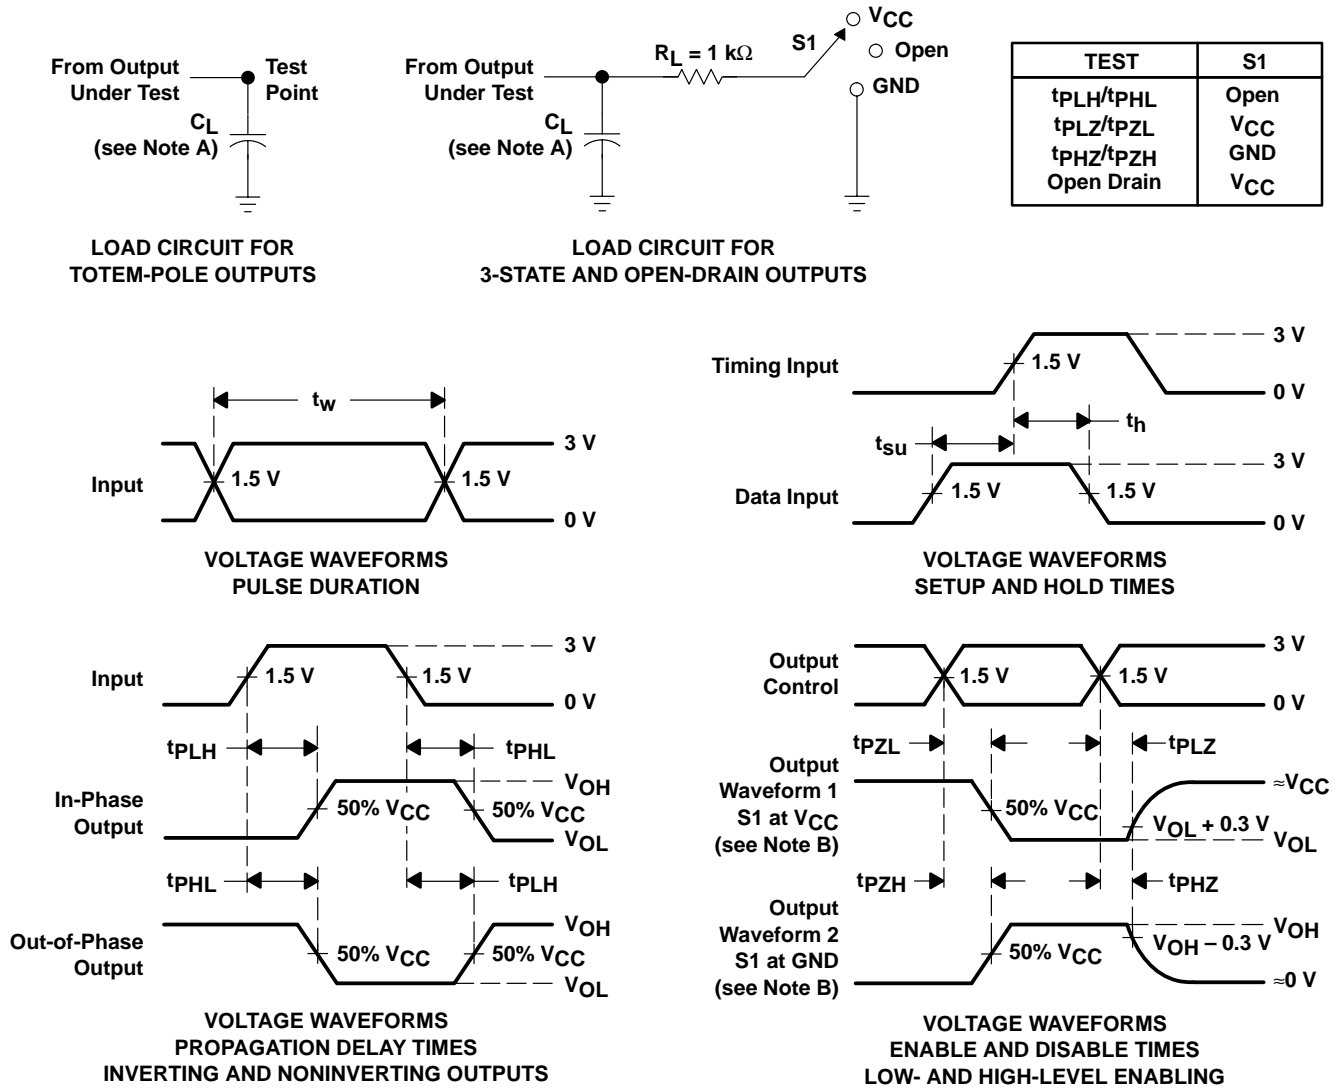 From Output
Under Test
Test
Point
CL
(see Note A)
LOAD CIRCUIT FOR
TOTEM-POLE OUTPUTS
From Output
Under Test
RL = 1 kΩ
S1
VCC
Open
GND
CL
(see Note A)
LOAD CIRCUIT FOR
3-STATE AND OPEN-DRAIN OUTPUTS
TEST S1
tPLH/tPHL Open
tPLZ/tPZL VCC
tPHZ/tPZH GND
Open Drain VCC
tw
Input
1.5 V
1.5 V
3 V
0 V
VOLTAGE WAVEFORMS
PULSE DURATION
Timing Input
1.5 V
3 V
0 V
th
tsu
Data Input
1.5 V
1.5 V
3 V
0 V
VOLTAGE WAVEFORMS
SETUP AND HOLD TIMES
Input
1.5 V
1.5 V
3 V
0 V
tPLH
tPHL
In-Phase
Output
50% VCC
50% VCC
VOH
VOL
tPHL
tPLH
Out-of-Phase
Output
50% VCC
50% VCC
VOH
VOL
VOLTAGE WAVEFORMS
PROPAGATION DELAY TIMES
INVERTING AND NONINVERTING OUTPUTS
Output
Control
1.5 V
1.5 V
3 V
0 V
tPZL
tPLZ
Output
Waveform 1
S1 at VCC
(see Note B)
50% VCC
VOL + 0.3 V
≈VCC
VOL
tPZH
tPHZ
Output
Waveform 2
S1 at GND
(see Note B)
50% VCC
VOH − 0.3 V
VOH
≈0 V
VOLTAGE WAVEFORMS
ENABLE AND DISABLE TIMES
LOW- AND HIGH-LEVEL ENABLING